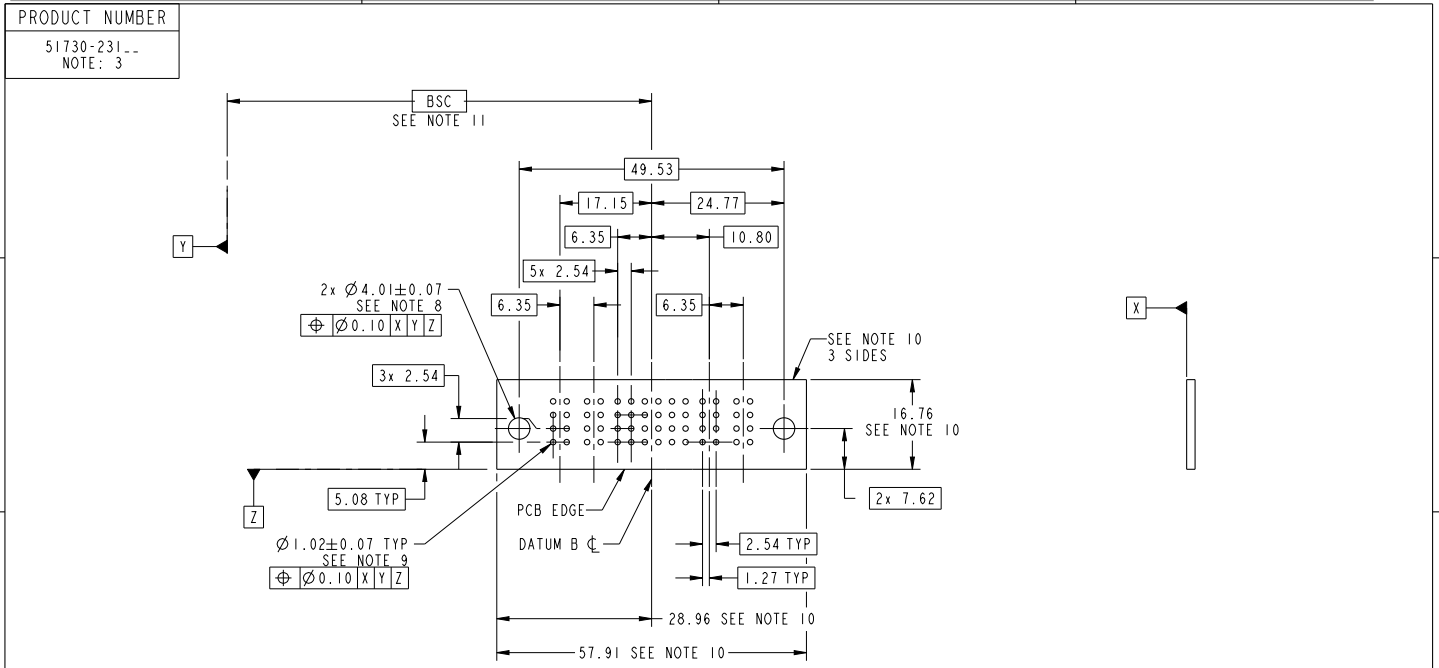 PRODUCT NUMBER
51730-231__
NOTE: 3
BSC
SEE NOTE 11
49.53
17.15
24.77
6.35
10.80
Y
5x 2.54
2x Ø4.01±0.07
SEE NOTE 8
⌖ Ø0.10 X Y Z
6.35
6.35
X
SEE NOTE 10
3 SIDES
3x 2.54
16.76
SEE NOTE 10
5.08 TYP
2x 7.62
Z
PCB EDGE
DATUM B ℄
Ø1.02±0.07 TYP
SEE NOTE 9
⌖ Ø0.10 X Y Z
2.54 TYP
1.27 TYP
28.96 SEE NOTE 10
57.91 SEE NOTE 10